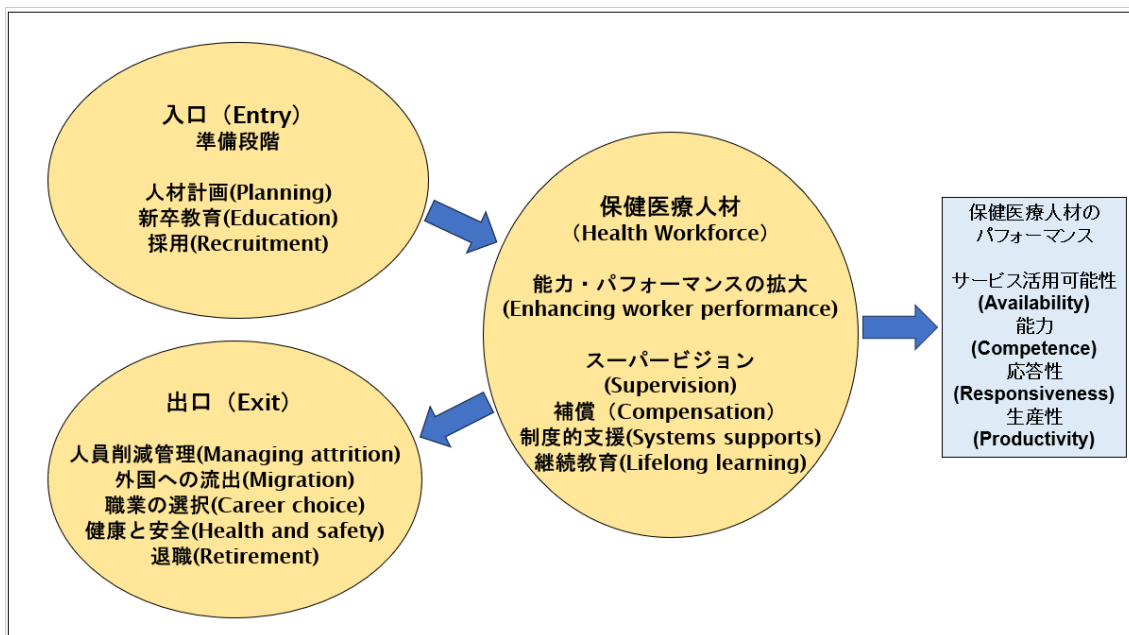 入口（Entry）
準備段階
人材計画(Planning)
新卒教育(Education)
採用(Recruitment)
保健医療人材
（Health Workforce）
能力・パフォーマンスの拡大
(Enhancing worker performance)
スーパービジョン
(Supervision)
補償（Compensation）
制度的支援(Systems supports)
継続教育(Lifelong learning)
出口（Exit）
人員削減管理(Managing attrition)
外国への流出(Migration)
職業の選択(Career choice)
健康と安全(Health and safety)
退職(Retirement)
保健医療人材の
パフォーマンス
サービス活用可能性
(Availability)
能力
(Competence)
応答性
(Responsiveness)
生産性
(Productivity)